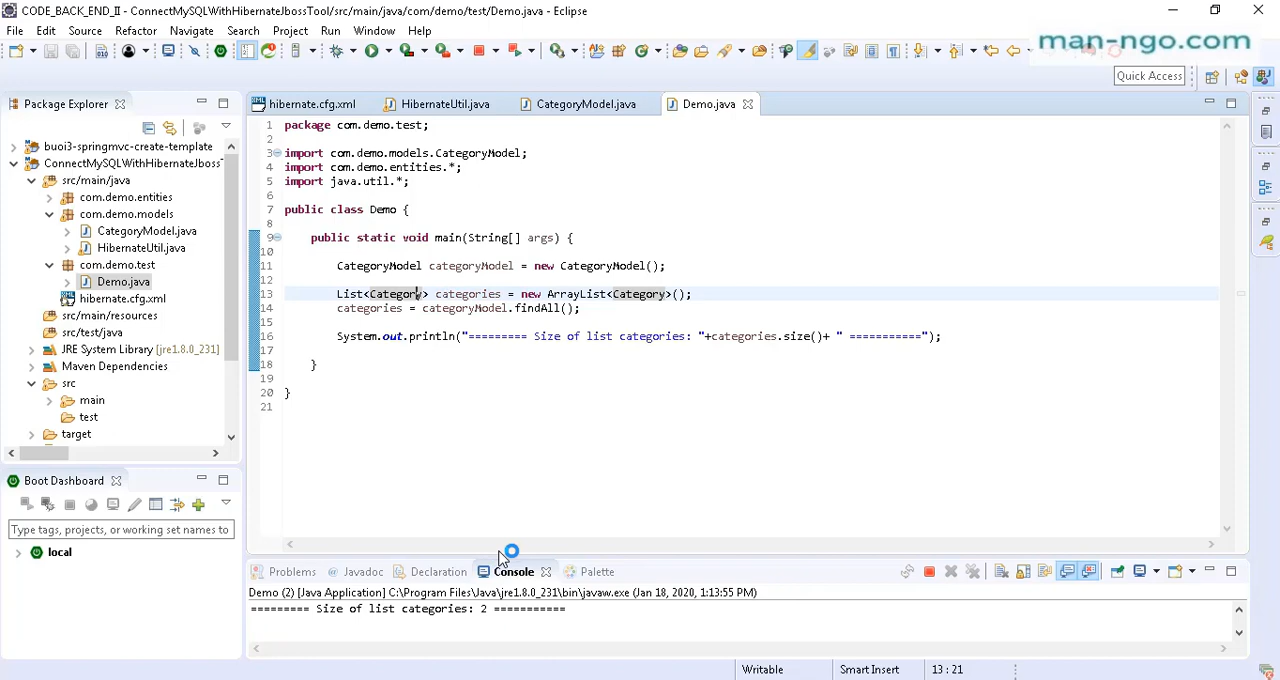 CODE_BACK_END_II - ConnectMySQLWithHibernateJbossTool/src/main/java/com/demo/test/Demo.java - Eclipse
File Edit Source Refactor Navigate Search Project Run Window Help
man-ngo.com
Quick Access
Package Explorer
hibernate.cfg.xml HibernateUtil.java CategoryModel.java Demo.java
buoi3-springmvc-create-template
ConnectMySQLWithHibernateJboss
src/main/java
com.demo.entities
com.demo.models
CategoryModel.java
HibernateUtil.java
com.demo.test
Demo.java
hibernate.cfg.xml
src/main/resources
src/test/java
JRE System Library [jre1.8.0_231]
Maven Dependencies
src
main
test
target
1 package com.demo.test;
2
3 import com.demo.models.CategoryModel;
4 import com.demo.entities.*;
5 import java.util.*;
6
7 public class Demo {
8
9 public static void main(String[] args) {
10
11 CategoryModel categoryModel = new CategoryModel();
12
13 List<Category> categories = new ArrayList<Category>();
14 categories = categoryModel.findAll();
15
16 System.out.println("========= Size of list categories: "+categories.size()+ " ===========");
17
18 }
19
20 }
21
Boot Dashboard
Type tags, projects, or working set names to
local
Problems @ Javadoc Declaration Console Palette
Demo (2) [Java Application] C:\Program Files\Java\jre1.8.0_231\bin\javaw.exe (Jan 18, 2020, 1:13:55 PM)
========= Size of list categories: 2 ===========
Writable Smart Insert 13 : 21